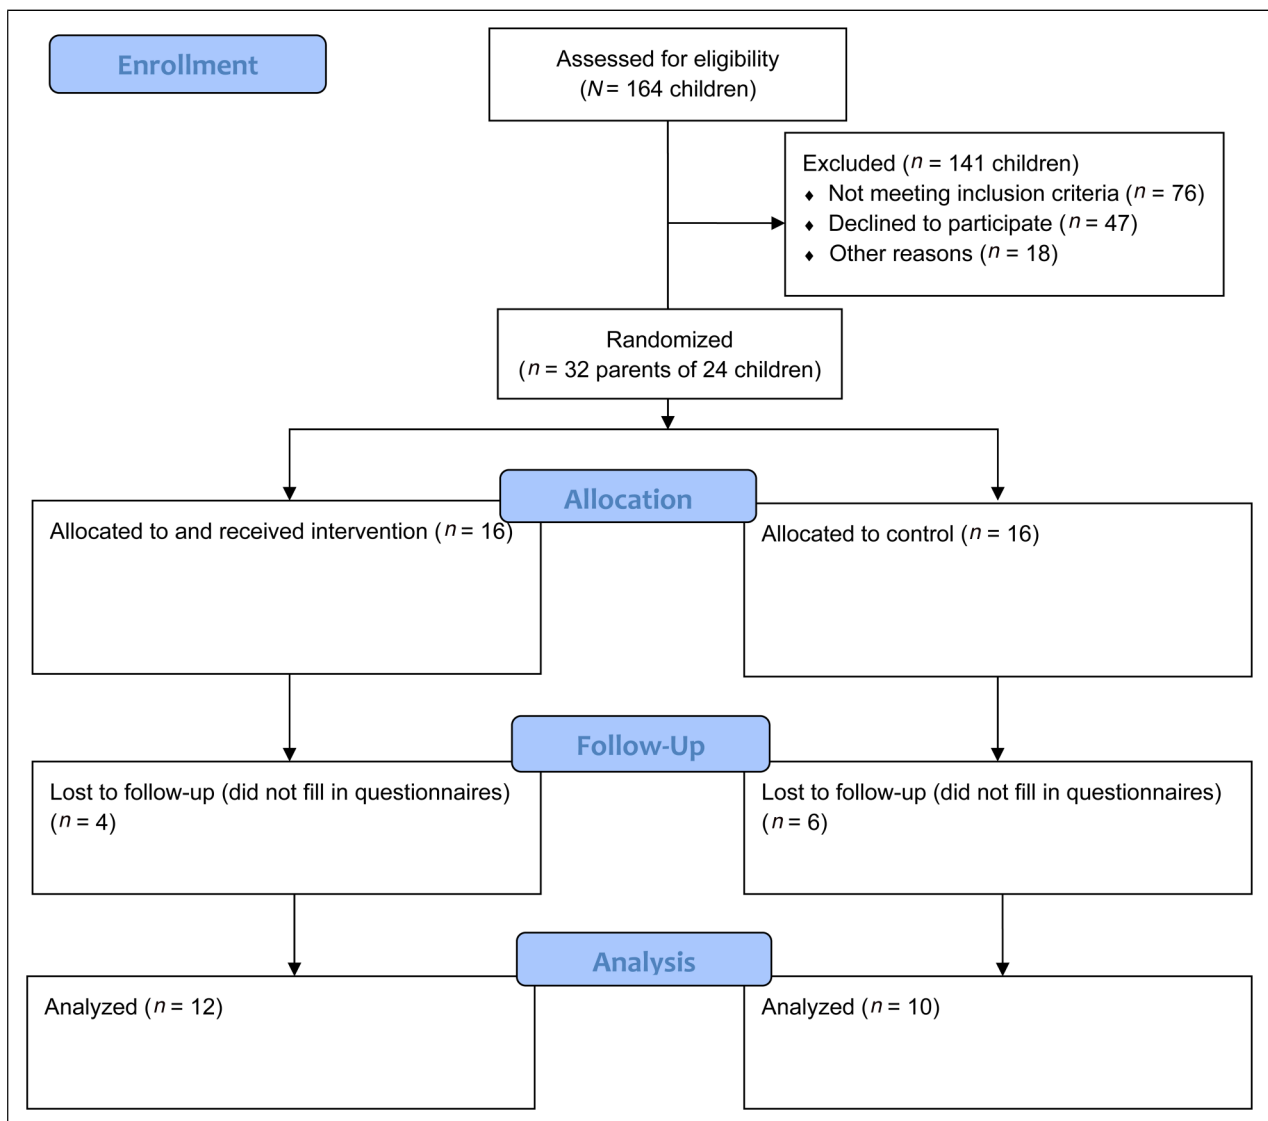 Enrollment
Assessed for eligibility
(N = 164 children)
Excluded (n = 141 children)
♦ Not meeting inclusion criteria (n = 76)
♦ Declined to participate (n = 47)
♦ Other reasons (n = 18)
Randomized
(n = 32 parents of 24 children)
Allocation
Allocated to and received intervention (n = 16)
Allocated to control (n = 16)
Follow-Up
Lost to follow-up (did not fill in questionnaires)
(n = 4)
Lost to follow-up (did not fill in questionnaires)
(n = 6)
Analysis
Analyzed (n = 12)
Analyzed (n = 10)